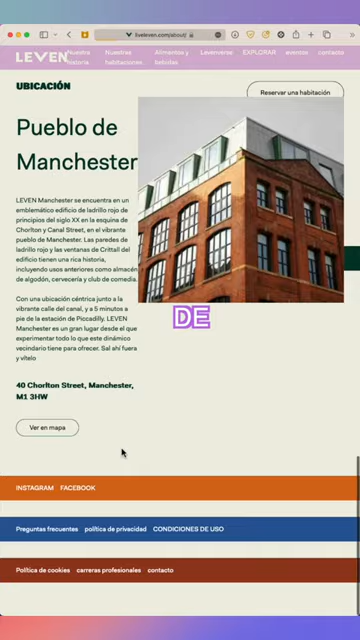 liveleven.com/about/
LEVEN
Nuestra historia
Nuestras habitaciones
Alimentos y bebidas
Levenverse
EXPLORAR
eventos
contacto
UBICACIÓN
Reservar una habitación
Pueblo de
Manchester
LEVEN Manchester se encuentra en un
emblemático edificio de ladrillo rojo de
principios del siglo XX en la esquina de
Chorlton y Canal Street, en el vibrante
pueblo de Manchester. Las paredes de
ladrillo rojo y las ventanas de Crittall del
edificio tienen una rica historia,
incluyendo usos anteriores como almacén
de algodón, cervecería y club de comedia.
Con una ubicación céntrica junto a la
vibrante calle del canal, y a 5 minutos a
pie de la estación de Piccadilly. LEVEN
Manchester es un gran lugar desde el que
experimentar todo lo que este dinámico
vecindario tiene para ofrecer. Sal ahí fuera
y vívelo
DE
40 Chorlton Street, Manchester,
M1 3HW
Ver en mapa
INSTAGRAM FACEBOOK
Preguntas frecuentes política de privacidad CONDICIONES DE USO
Política de cookies carreras profesionales contacto